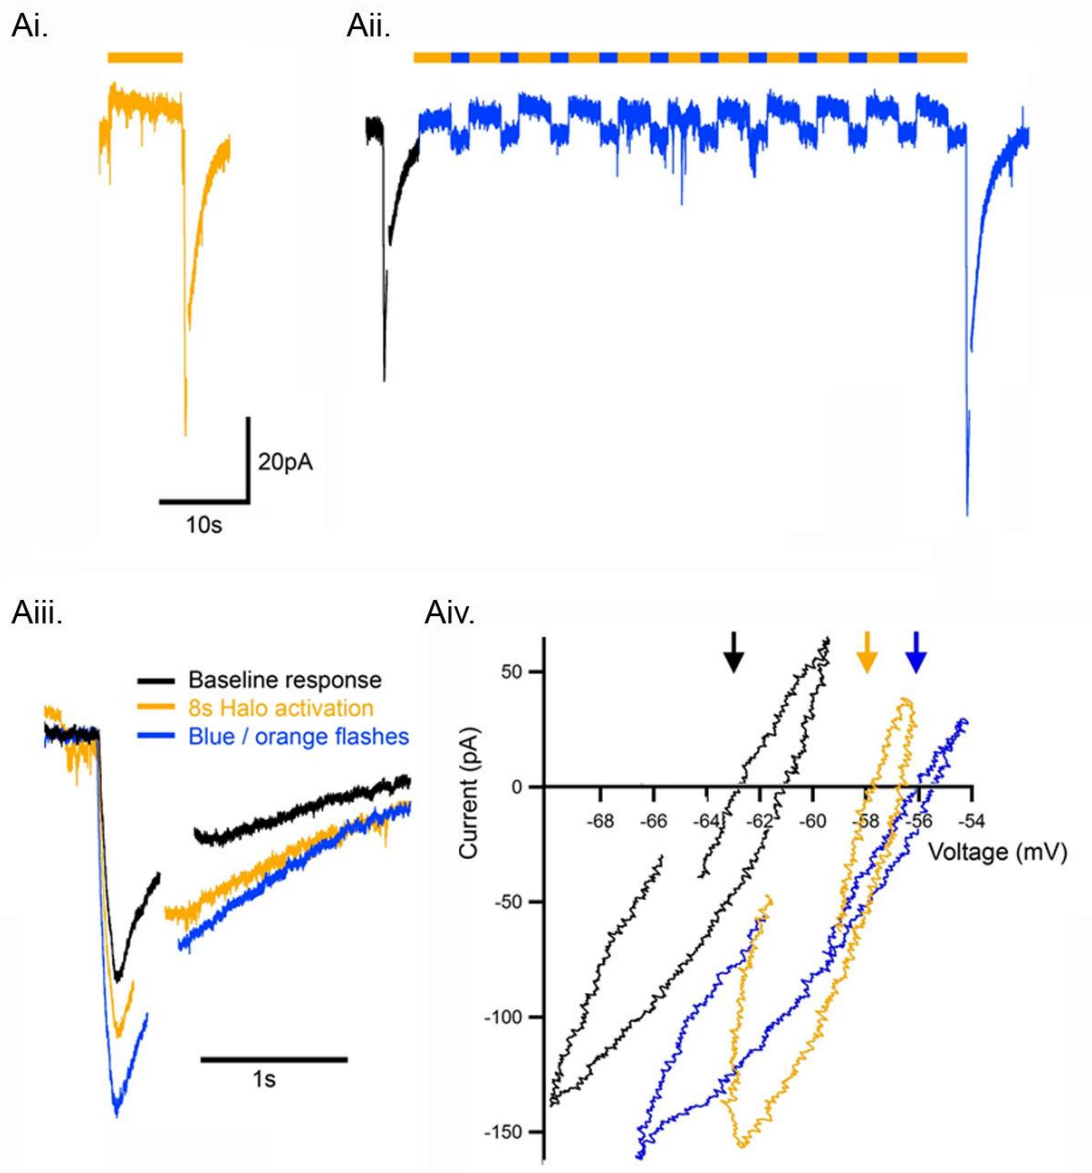 Ai.
Aii.
20pA
10s
Aiii.
Aiv.
Baseline response
8s Halo activation
Blue / orange flashes
1s
Current (pA)
50
0
-50
-100
-150
-68
-66
-64
-62
-60
-58
-56
-54
Voltage (mV)